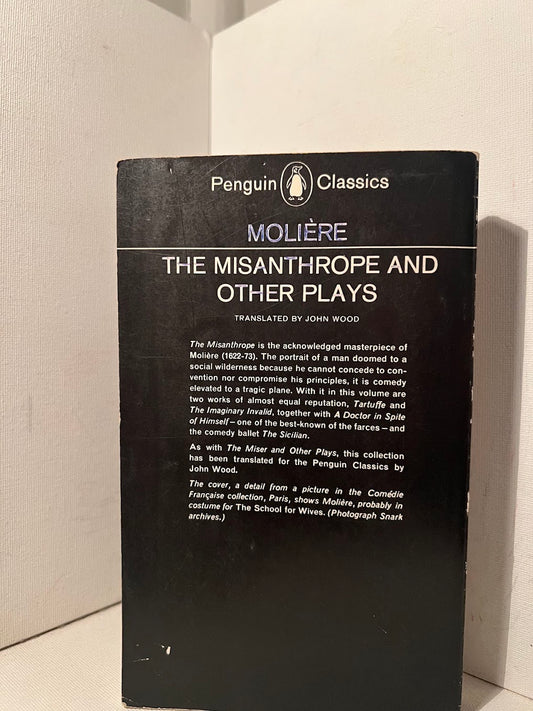 Penguin Classics
MOLIÈRE
THE MISANTHROPE AND
OTHER PLAYS
TRANSLATED BY JOHN WOOD
The Misanthrope is the acknowledged masterpiece of
Molière (1622-73). The portrait of a man doomed to a
social wilderness because he cannot concede to con-
vention nor compromise his principles, it is comedy
elevated to a tragic plane. With it in this volume are
two works of almost equal reputation, Tartuffe and
The Imaginary Invalid, together with A Doctor in Spite
of Himself – one of the best-known of the farces – and
the comedy ballet The Sicilian.
As with The Miser and Other Plays, this collection
has been translated for the Penguin Classics by
John Wood.
The cover, a detail from a picture in the Comédie
Française collection, Paris, shows Molière, probably in
costume for The School for Wives. (Photograph Snark
archives.)